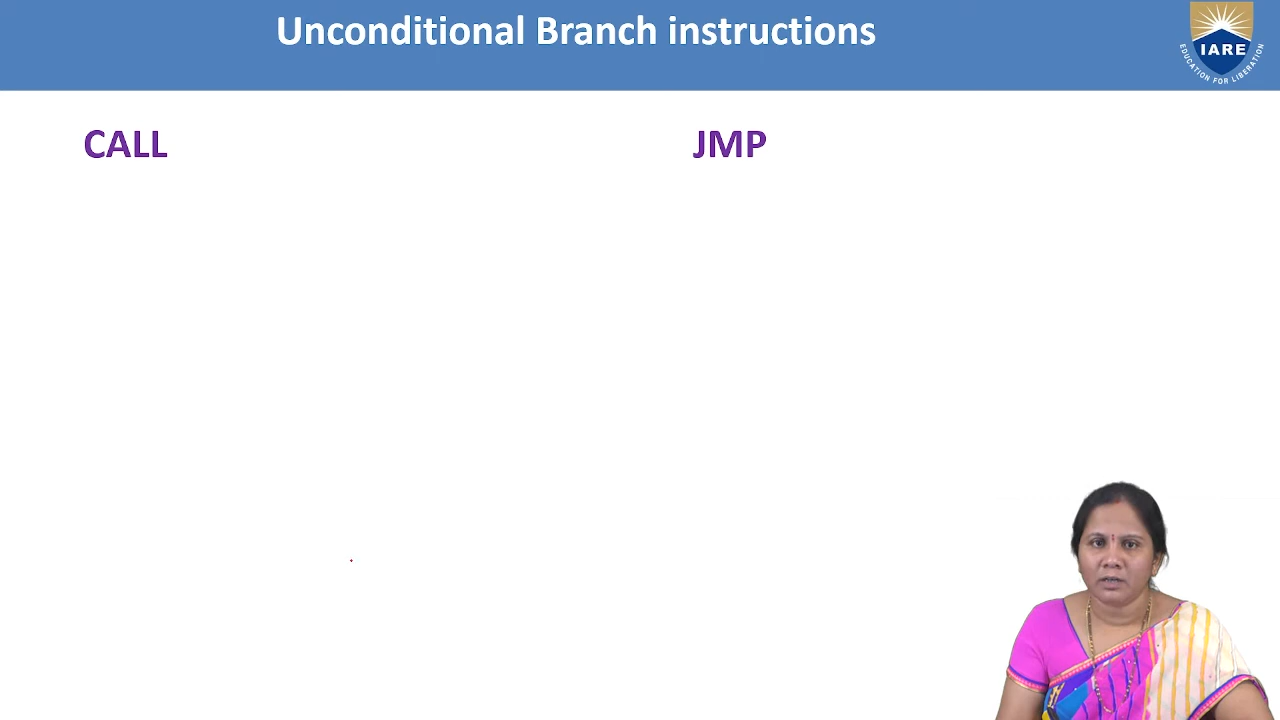 Unconditional Branch instructions
IARE
EDUCATION FOR LIBERATION
CALL
JMP